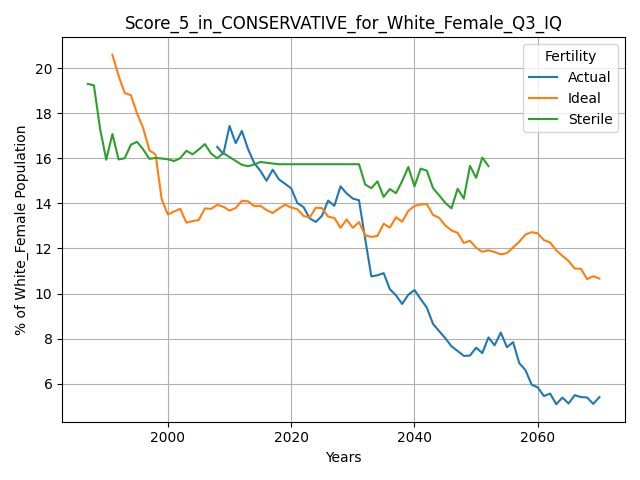 Score_5_in_CONSERVATIVE_for_White_Female_Q3_IQ
Fertility
Actual
Ideal
Sterile
% of White_Female Population
20
18
16
14
12
10
8
6
2000
2020
2040
2060
Years